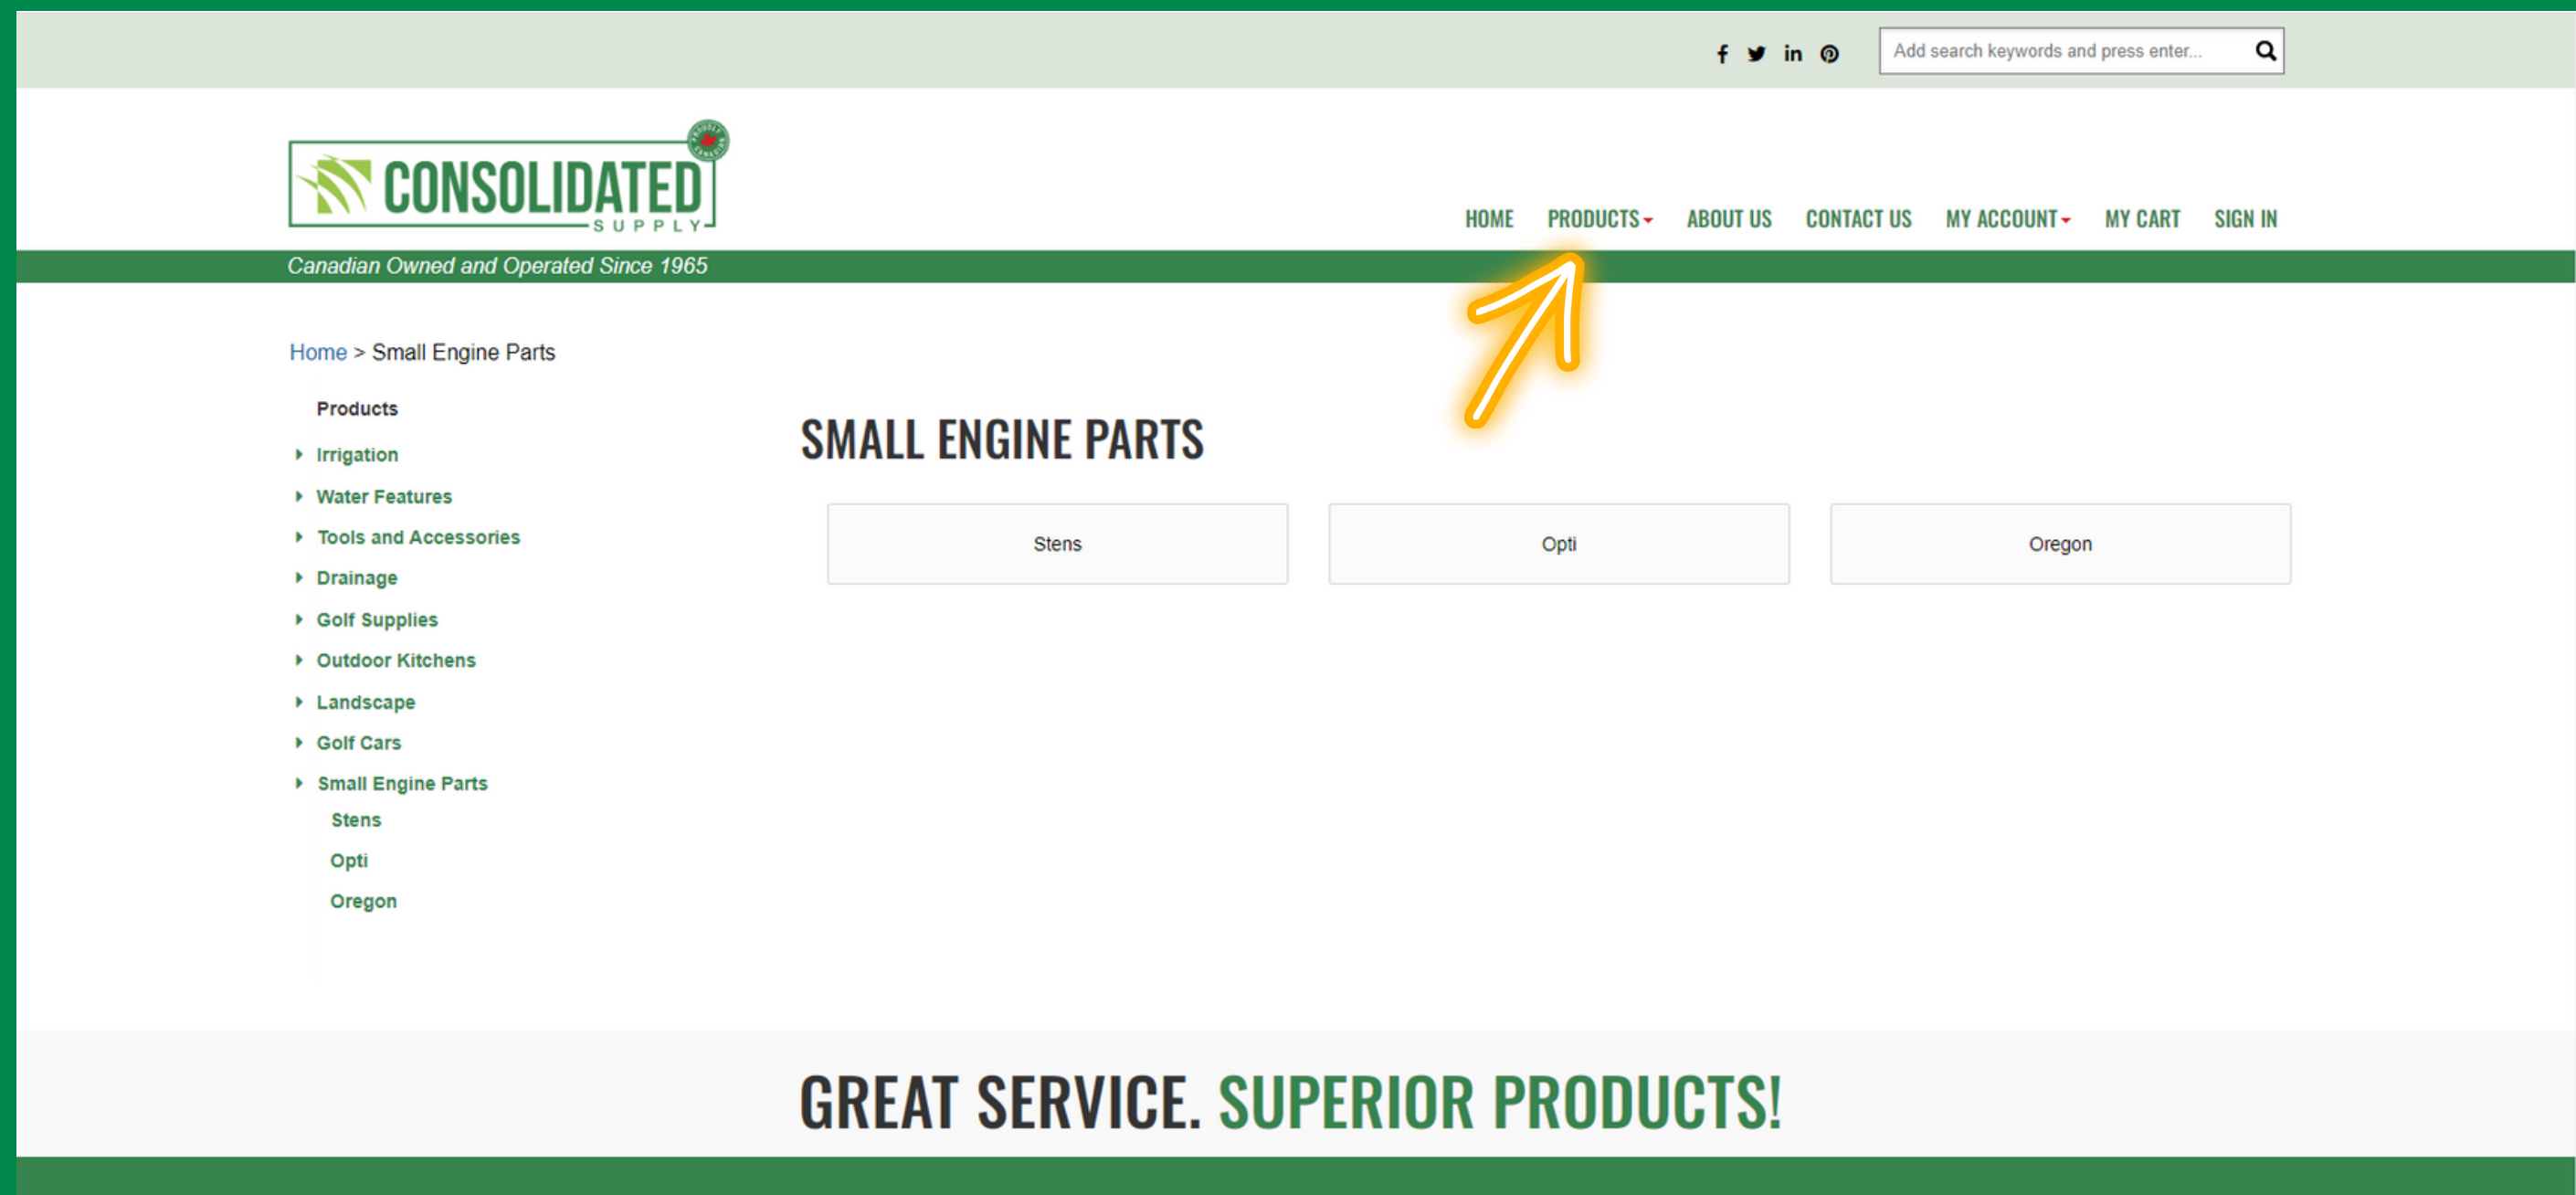 Add search keywords and press enter...
PROUDLY CANADIAN
CONSOLIDATED
SUPPLY
HOME PRODUCTS ABOUT US CONTACT US MY ACCOUNT MY CART SIGN IN
Canadian Owned and Operated Since 1965
Home > Small Engine Parts
Products
Irrigation
Water Features
Tools and Accessories
Drainage
Golf Supplies
Outdoor Kitchens
Landscape
Golf Cars
Small Engine Parts
Stens
Opti
Oregon
SMALL ENGINE PARTS
Stens
Opti
Oregon
GREAT SERVICE. SUPERIOR PRODUCTS!